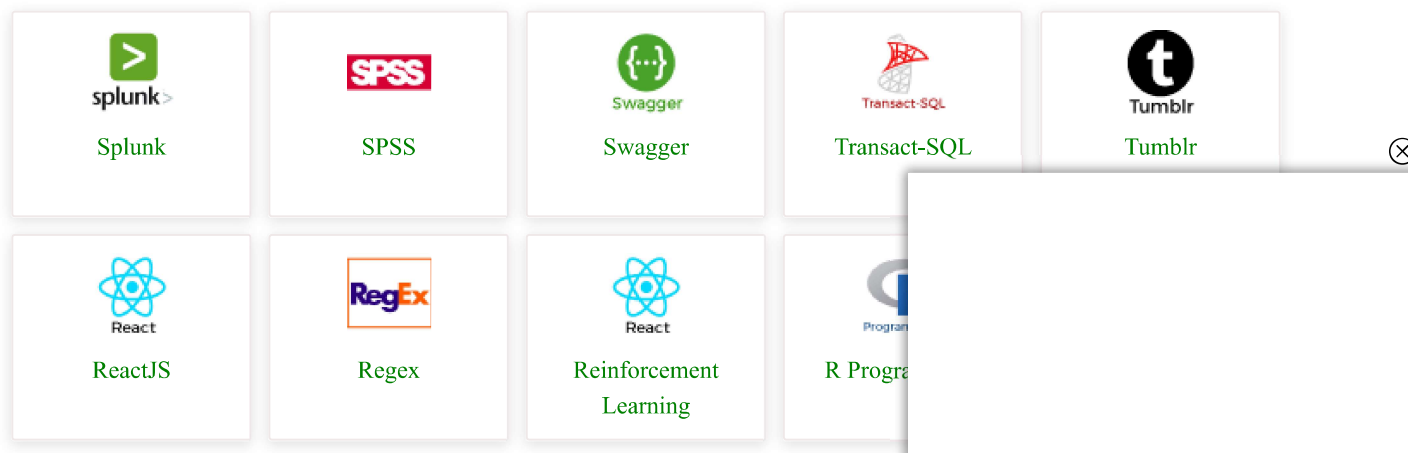 splunk>
SPSS
Swagger
Transact-SQL
Tumblr
Splunk
SPSS
Swagger
Transact-SQL
Tumblr
React
RegEx
React
ReactJS
Regex
Reinforcement
Learning